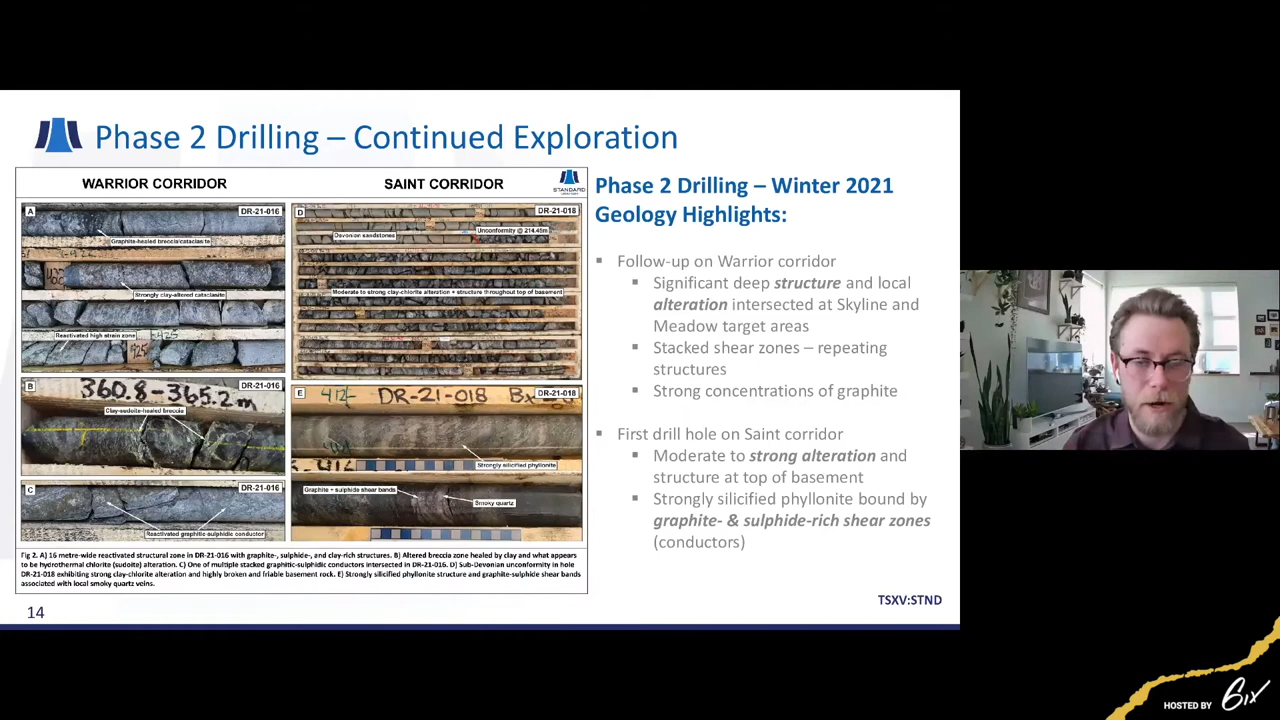 Phase 2 Drilling – Continued Exploration
WARRIOR CORRIDOR
SAINT CORRIDOR
STANDARD
A
DR-21-016
Graphite-healed breccia/cataclasite
Strongly clay-altered cataclasite
Reactivated high strain zone
425
425
B
DR-21-016
360.8-365.2m
Clay-sudoite-healed breccia
C
DR-21-016
Reactivated graphitic-sulphidic conductor
D
DR-21-018
Unconformity @ 214.45m
Devonian sandstones
Moderate to strong clay-chlorite alteration + structure throughout top of basement
E
DR-21-018
412
DR-21-018
Strongly silicified phyllonite
Graphite + sulphide shear bands
Smoky quartz
Fig 2. A) 16 metre-wide reactivated structural zone in DR-21-016 with graphite-, sulphide-, and clay-rich structures. B) Altered breccia zone healed by clay and what appears
to be hydrothermal chlorite (sudoite) alteration. C) One of multiple stacked graphitic-sulphidic conductors intersected in DR-21-016. D) Sub-Devonian unconformity in hole
DR-21-018 exhibiting strong clay-chlorite alteration and highly broken and friable basement rock. E) Strongly silicified phyllonite structure and graphite-sulphide shear bands
associated with local smoky quartz veins.
Phase 2 Drilling – Winter 2021
Geology Highlights:
▪ Follow-up on Warrior corridor
▪ Significant deep structure and local
alteration intersected at Skyline and
Meadow target areas
▪ Stacked shear zones – repeating
structures
▪ Strong concentrations of graphite
▪ First drill hole on Saint corridor
▪ Moderate to strong alteration and
structure at top of basement
▪ Strongly silicified phyllonite bound by
graphite- & sulphide-rich shear zones
(conductors)
TSXV:STND
14
HOSTED BY 6ix